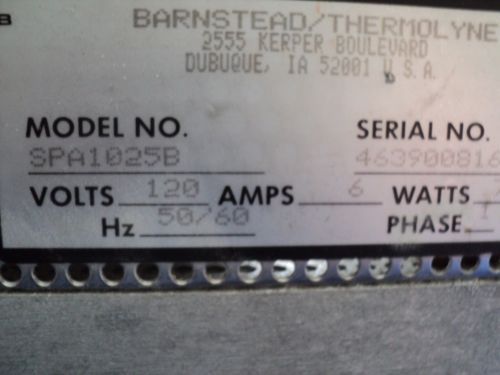 B
BARNSTEAD/THERMOLYNE
2555 KERPER BOULEVARD
DUBUQUE, IA 52001 U.S.A.
MODEL NO. SERIAL NO.
SPA1025B 463900816
VOLTS 120 AMPS 6 WATTS
Hz 50/60 PHASE